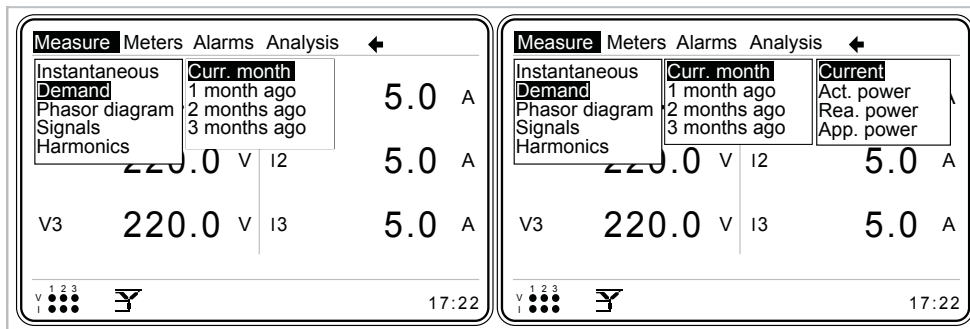 Measure Meters Alarms Analysis
Instantaneous
Demand
Phasor diagram
Signals
Harmonics
Curr. month
1 month ago
2 months ago
3 months ago
5.0 A
220.0 V I2 5.0 A
V3 220.0 V I3 5.0 A
1 2 3
V
I
17:22
Measure Meters Alarms Analysis
Instantaneous
Demand
Phasor diagram
Signals
Harmonics
Curr. month
1 month ago
2 months ago
3 months ago
Current
Act. power
Rea. power
App. power
220.0 V I2 5.0 A
V3 220.0 V I3 5.0 A
1 2 3
V
I
17:22